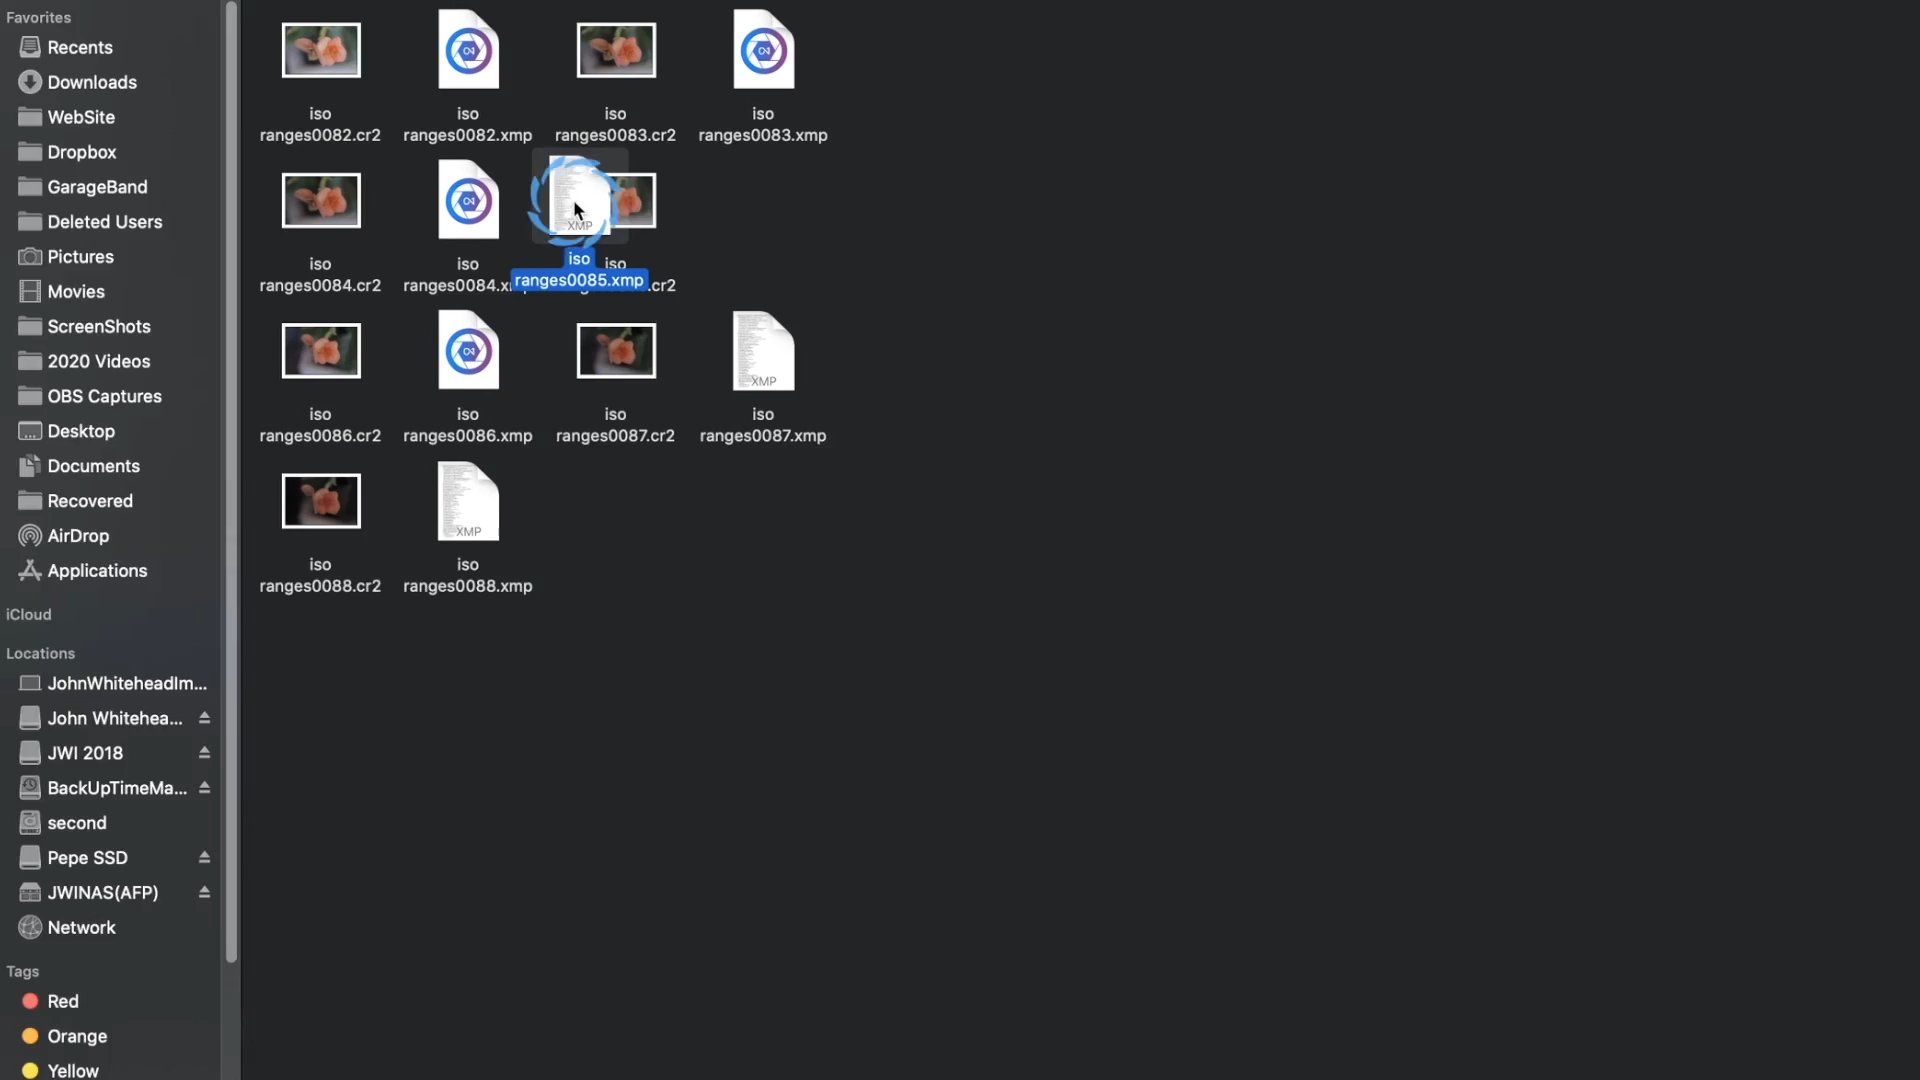 Favorites
Recents
Downloads
WebSite
Dropbox
GarageBand
Deleted Users
Pictures
Movies
ScreenShots
2020 Videos
OBS Captures
Desktop
Documents
Recovered
AirDrop
Applications
iCloud
Locations
JohnWhiteheadIm...
John Whitehea...
JWI 2018
BackUpTimeMa...
second
Pepe SSD
JWINAS(AFP)
Network
Tags
Red
Orange
Yellow
iso
ranges0082.cr2
iso
ranges0082.xmp
iso
ranges0083.cr2
iso
ranges0083.xmp
iso
ranges0084.cr2
iso
ranges0084.x
XMP
iso
ranges0085.xmp
iso
.cr2
iso
ranges0086.cr2
iso
ranges0086.xmp
iso
ranges0087.cr2
XMP
iso
ranges0087.xmp
iso
ranges0088.cr2
XMP
iso
ranges0088.xmp